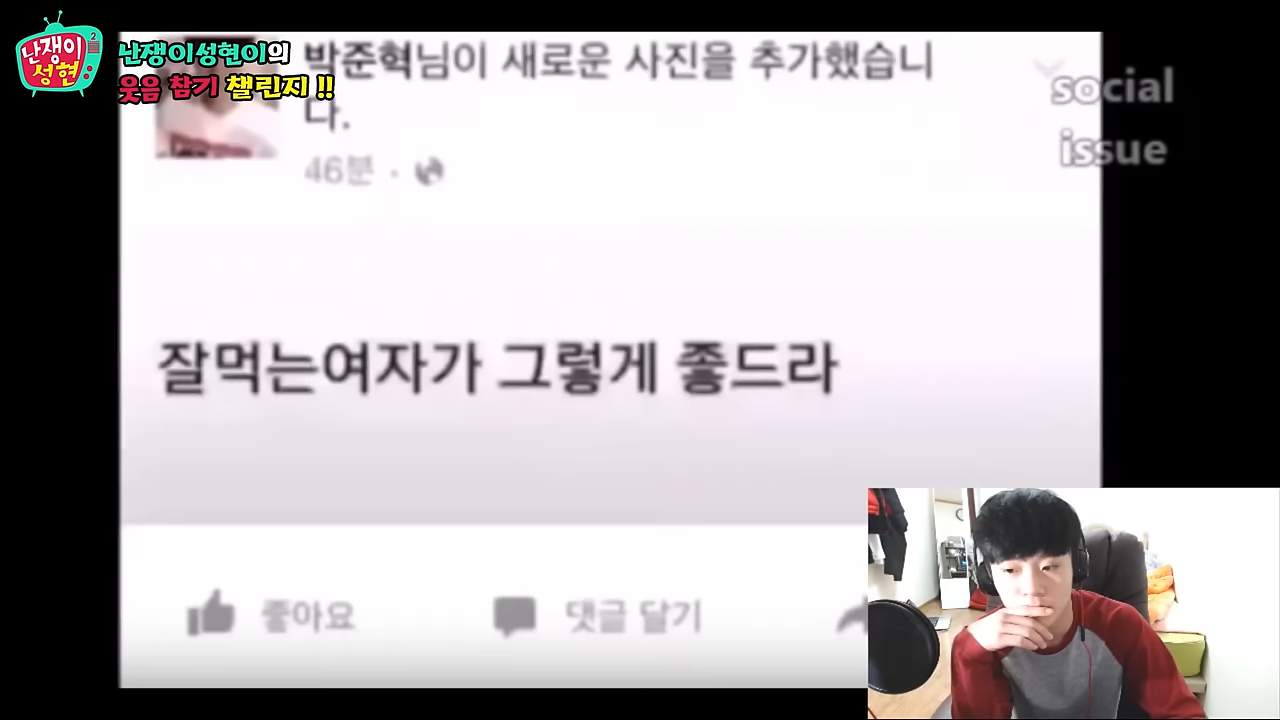 난쟁이
성현
2
난쟁이성현이의
웃음 참기 챌린지 !!
박준혁님이 새로운 사진을 추가했습니
다.
46분 ·
social
issue
잘먹는여자가 그렇게 좋드라
좋아요
댓글 달기